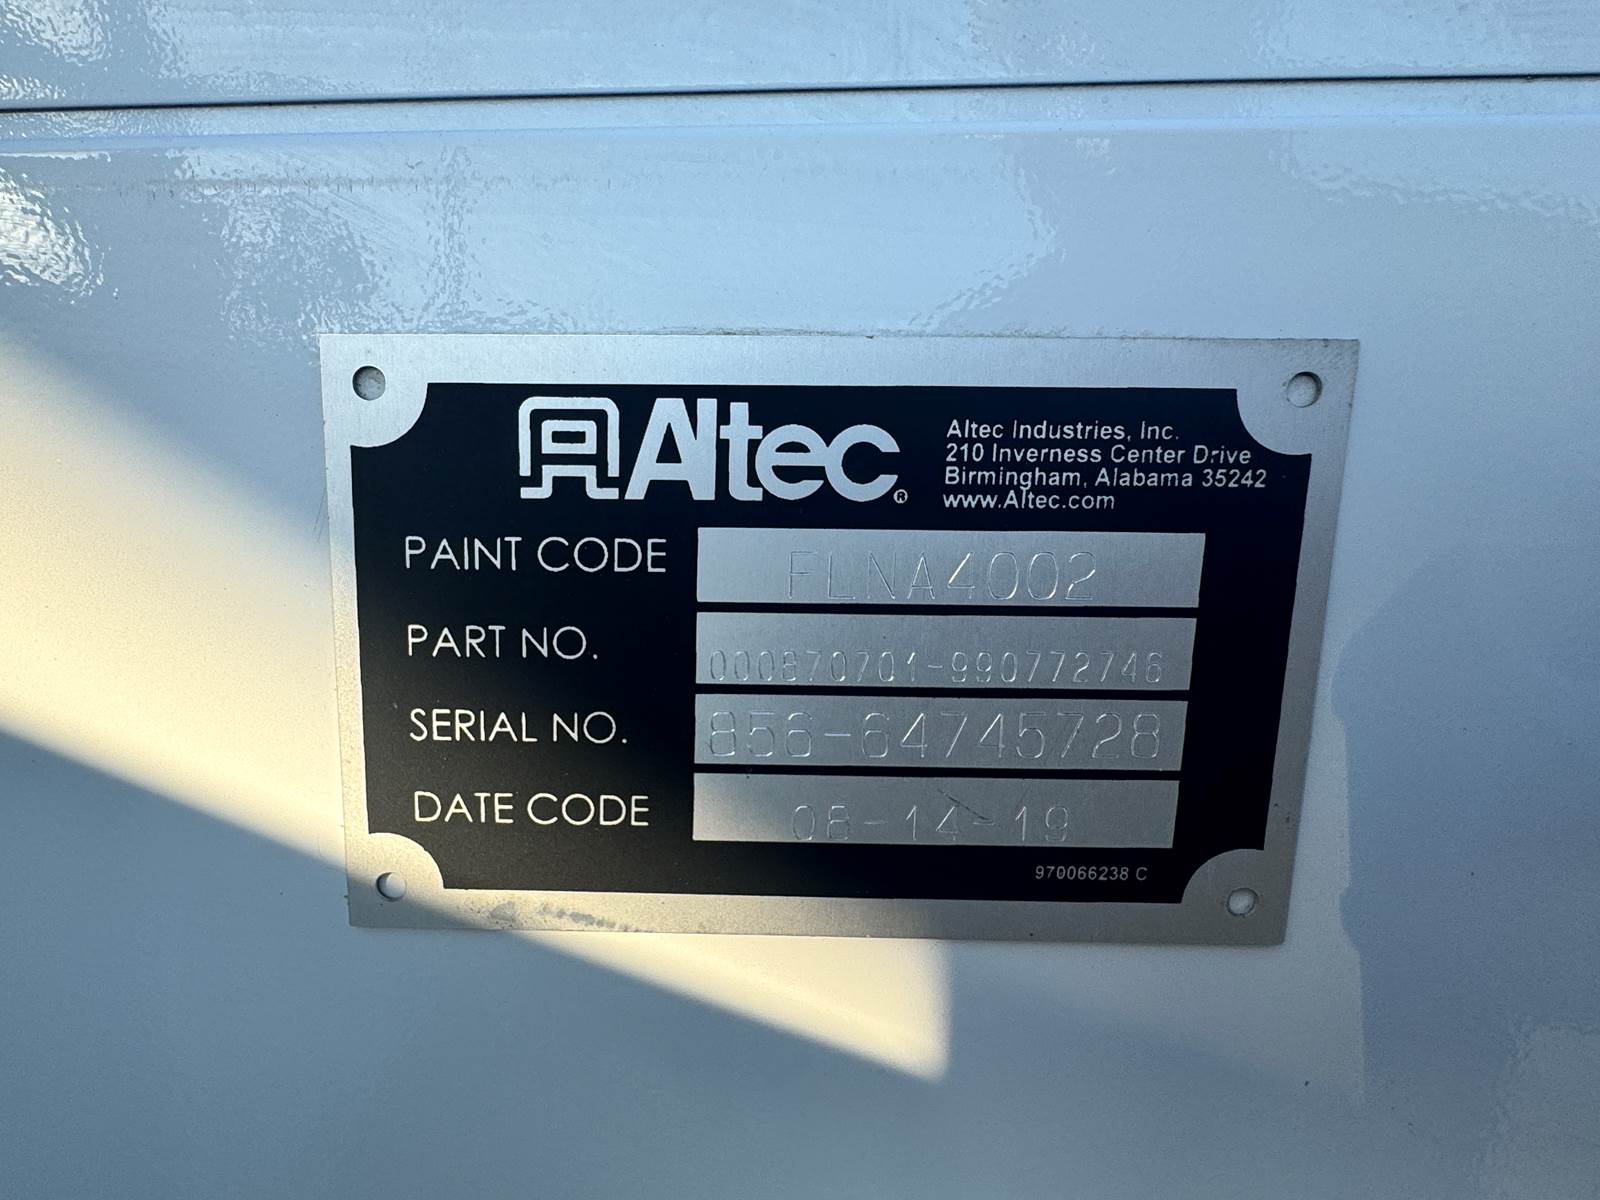 Altec®
Altec Industries, Inc.
210 Inverness Center Drive
Birmingham, Alabama 35242
www.Altec.com
PAINT CODE FLNA4002
PART NO. 000870701-990772746
SERIAL NO. 856-64745728
DATE CODE 08-14-19
970066238 C